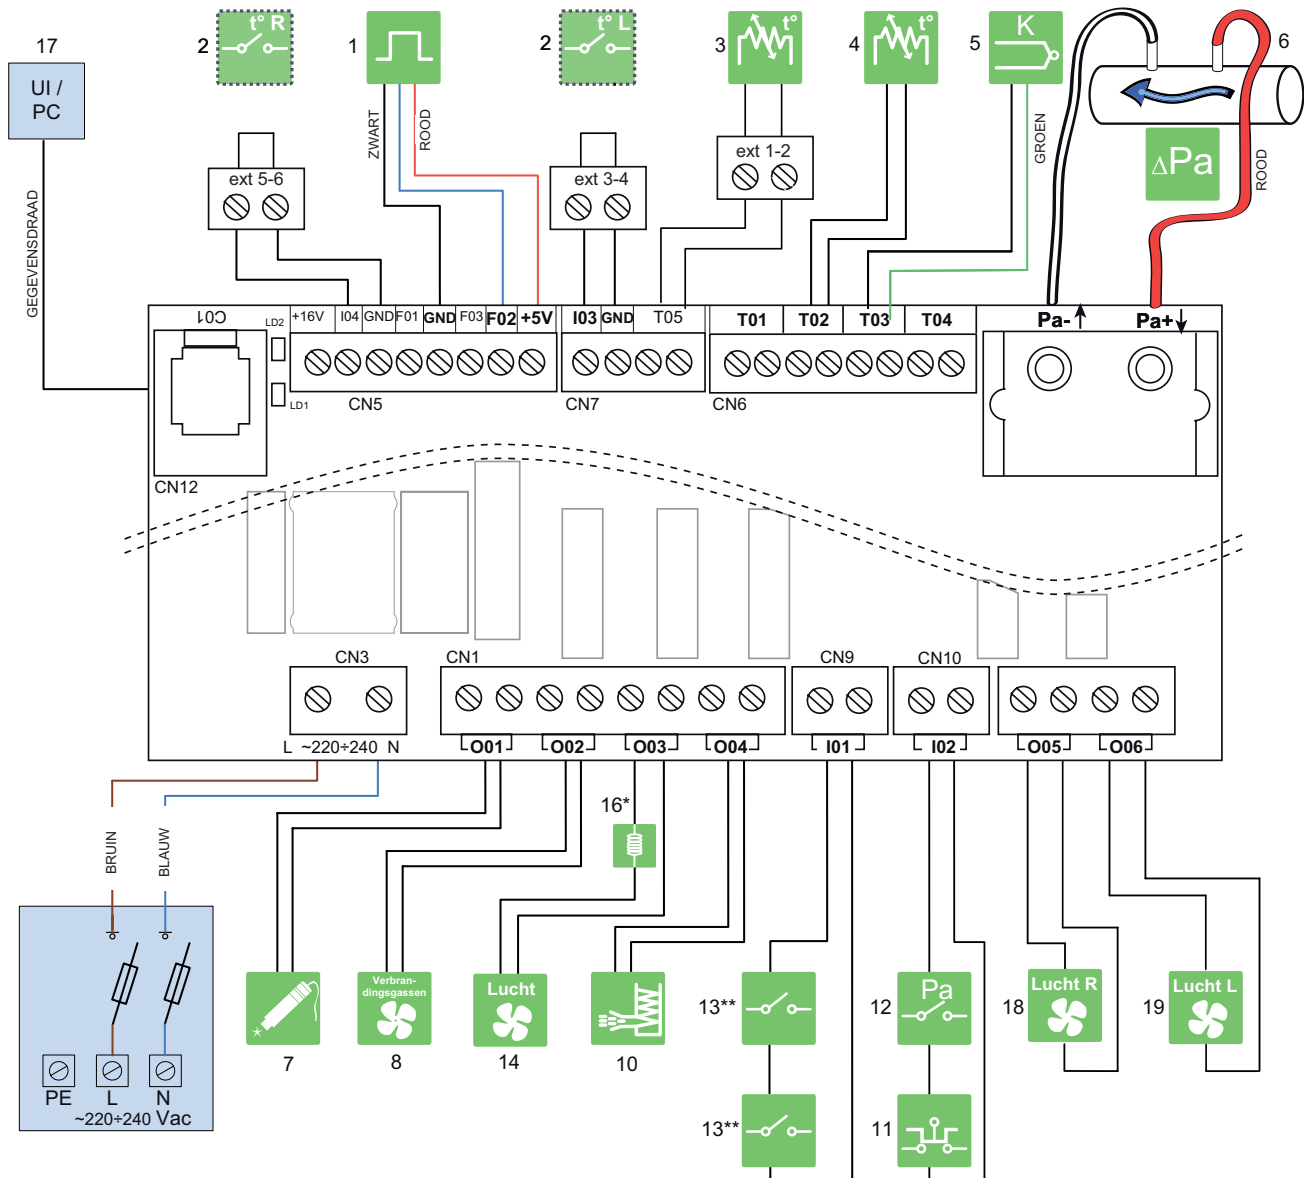 17
2
t° R
1
2
t° L
3
t°
4
t°
5
K
6
UI /
PC
ZWART
ROOD
GROEN
ROOD
ΔPa
GEGEVENSDRAAD
ext 5-6
ext 3-4
ext 1-2
C01
LD2
+16V
I04
GND
F01
GND
F03
F02
+5V
I03
GND
T05
T01
T02
T03
T04
Pa-
Pa+
LD1
CN5
CN7
CN6
CN12
CN3
CN1
CN9
CN10
L ~220÷240 N
O01
O02
O03
O04
I01
I02
O05
O06
BRUIN
BLAUW
16*
Verbran-
dingsgassen
Lucht
13**
12
Pa
18
Lucht R
19
Lucht L
7
8
14
10
PE
L
N
~220÷240 Vac
13**
11